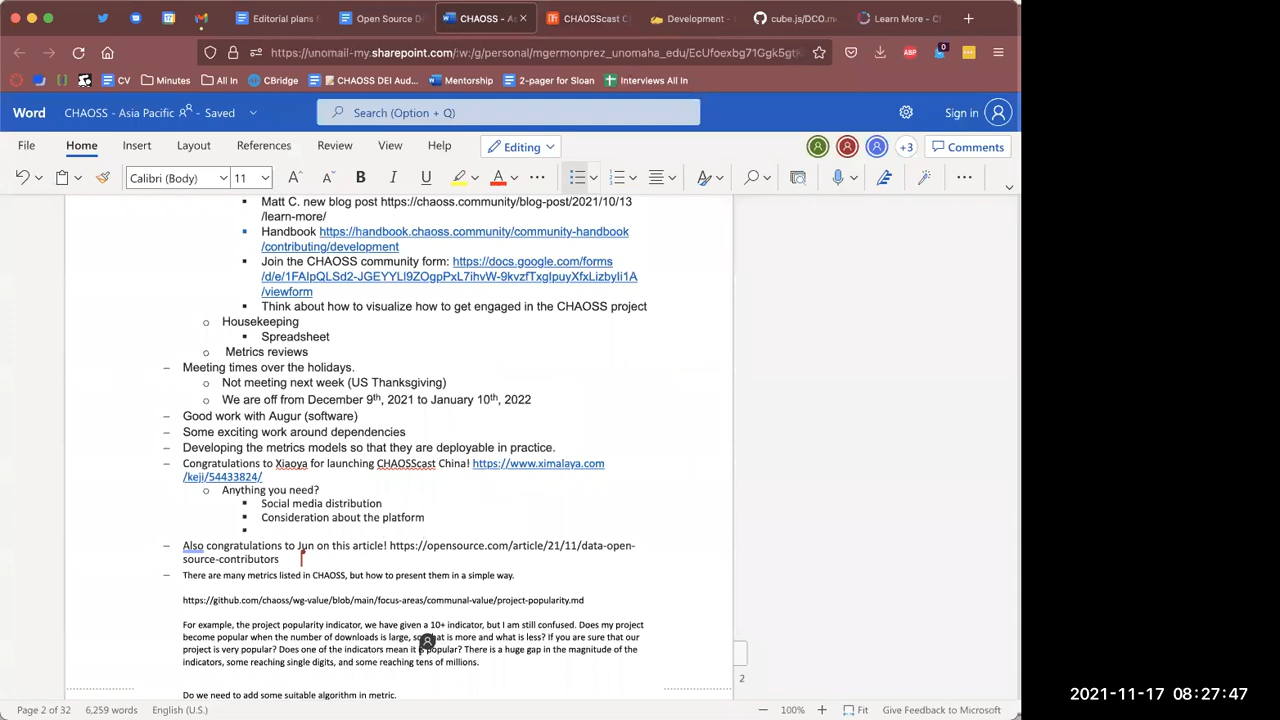 Editorial plans f
Open Source De
CHAOSS - As
CHAOSScast C
Development -
cube.js/DCO.m
Learn More - Ch
https://unomail-my.sharepoint.com/:w:/g/personal/mgermonprez_unomaha_edu/EcUfoexbg71Ggk5gtK
ABP
0
CV
Minutes
All In
CBridge
CHAOSS DEI Aud...
Mentorship
2-pager for Sloan
Interviews All In
Word
CHAOSS - Asia Pacific - Saved
Search (Option + Q)
Sign in
File
Home
Insert
Layout
References
Review
View
Help
Editing
+3
Comments
Calibri (Body)
11
▪ Matt C. new blog post https://chaoss.community/blog-post/2021/10/13
/learn-more/
▪ Handbook https://handbook.chaoss.community/community-handbook
/contributing/development
▪ Join the CHAOSS community form: https://docs.google.com/forms
/viewform
▪ Think about how to visualize how to get engaged in the CHAOSS project
o Housekeeping
▪ Spreadsheet
o Metrics reviews
– Meeting times over the holidays.
o Not meeting next week (US Thanksgiving)
o We are off from December 9th, 2021 to January 10th, 2022
– Good work with Augur (software)
– Some exciting work around dependencies
– Developing the metrics models so that they are deployable in practice.
– Congratulations to Xiaoya for launching CHAOSScast China! https://www.ximalaya.com
/keji/54433824/
o Anything you need?
▪ Social media distribution
▪ Consideration about the platform
▪
– Also congratulations to Jun on this article! https://opensource.com/article/21/11/data-open-
source-contributors
– There are many metrics listed in CHAOSS, but how to present them in a simple way.
https://github.com/chaoss/wg-value/blob/main/focus-areas/communal-value/project-popularity.md
For example, the project popularity indicator, we have given a 10+ indicator, but I am still confused. Does my project
become popular when the number of downloads is large, so what is more and what is less? If you are sure that our
project is very popular? Does one of the indicators mean it is popular? There is a huge gap in the magnitude of the
indicators, some reaching single digits, and some reaching tens of millions.
Do we need to add some suitable algorithm in metric.
2
Page 2 of 32
6,259 words
English (U.S.)
100%
Fit
Give Feedback to Microsoft
2021-11-17 08:27:47